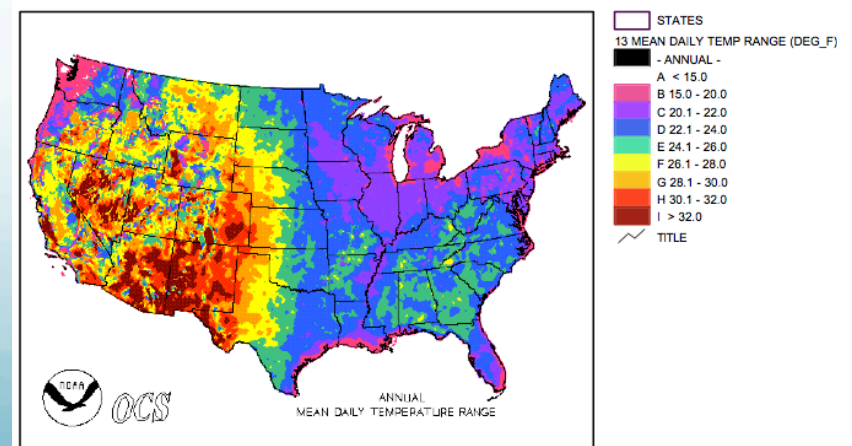 STATES
13 MEAN DAILY TEMP RANGE (DEG_F)
- ANNUAL -
A < 15.0
B 15.0 - 20.0
C 20.1 - 22.0
D 22.1 - 24.0
E 24.1 - 26.0
F 26.1 - 28.0
G 28.1 - 30.0
H 30.1 - 32.0
I > 32.0
TITLE
NOAA
OCS
ANNUAL
MEAN DAILY TEMPERATURE RANGE